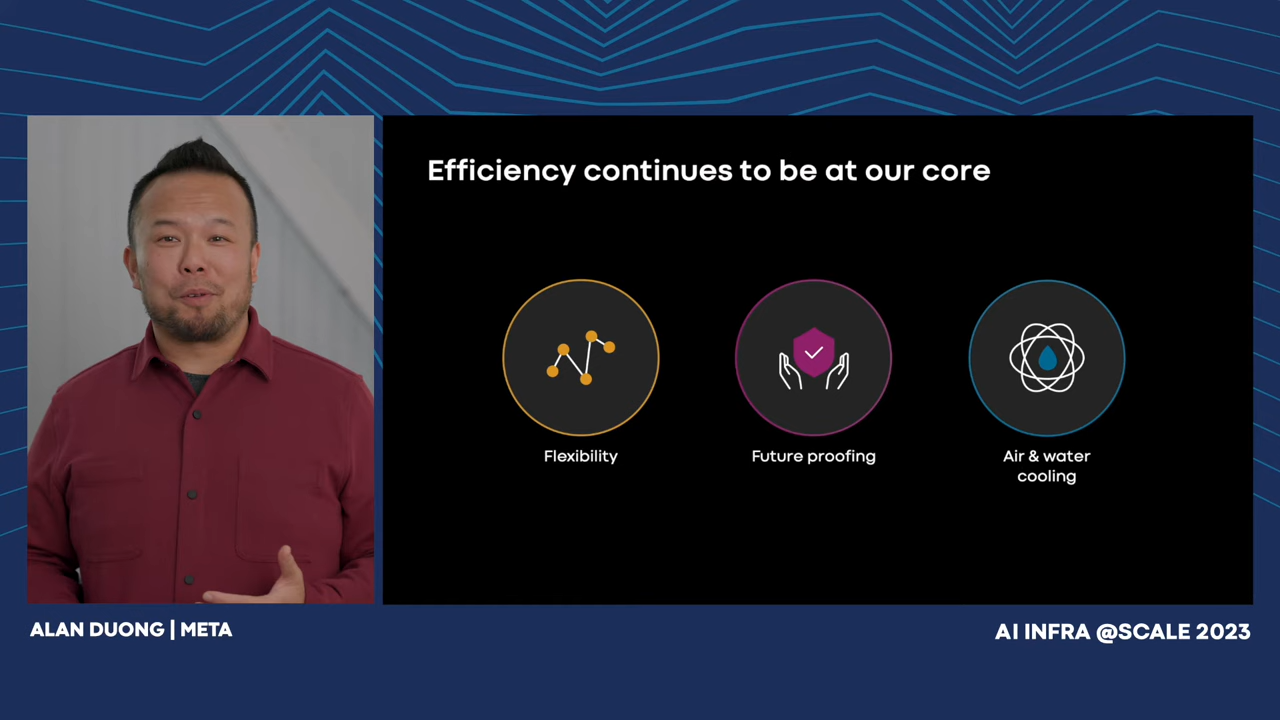 Efficiency continues to be at our core
Flexibility
Future proofing
Air & water
cooling
ALAN DUONG | META
AI INFRA @SCALE 2023